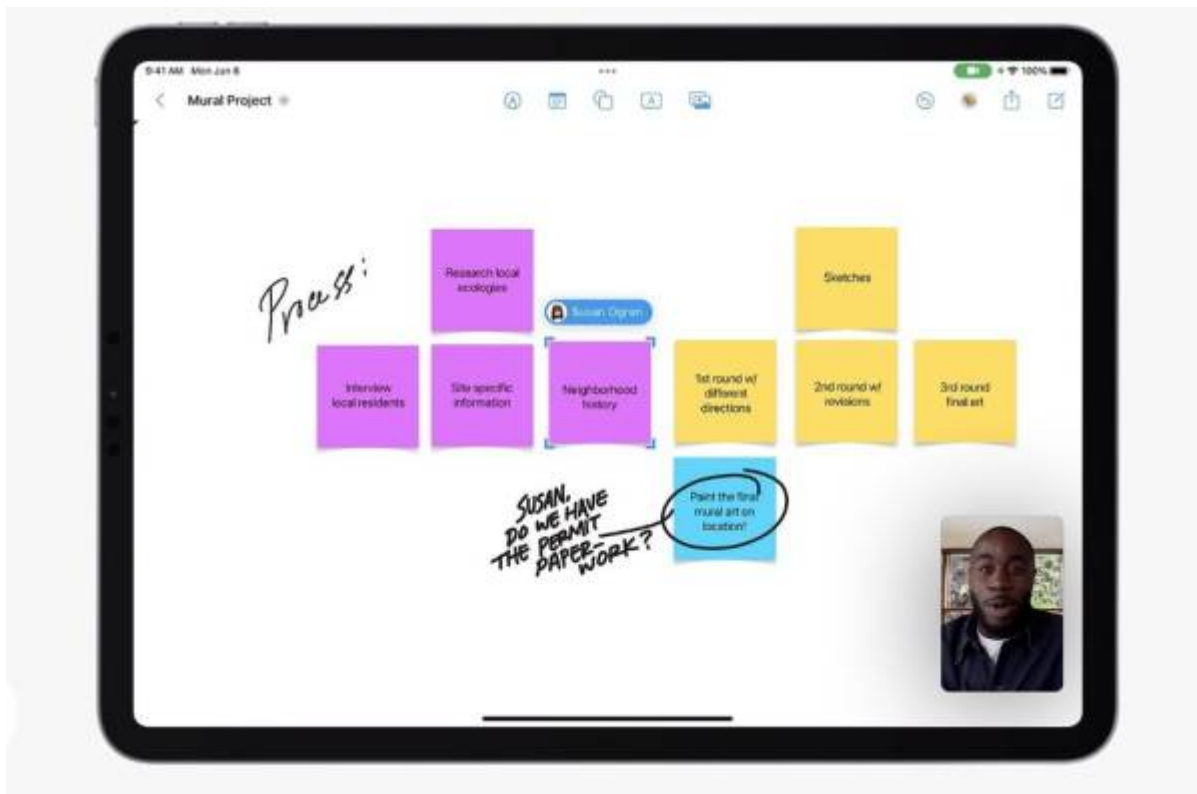 9:41 AM Mon Jun 6
100%
Mural Project
A
Process:
Research local
ecologies
Sketches
Susan Ogren
Interview
local residents
Site specific
information
Neighborhood
history
1st round w/
different
directions
2nd round w/
revisions
3rd round
final art
Paint the final
mural art on
location!
SUSAN,
DO WE HAVE
THE PERMIT
PAPER-
WORK?